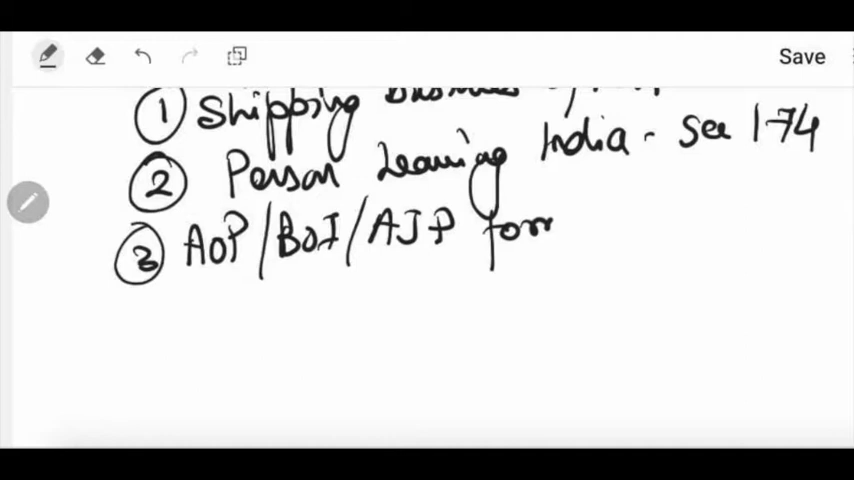 Save
① Shipping
② Person Leaving India - Sec 174
③ AOP/BOI/AJP form